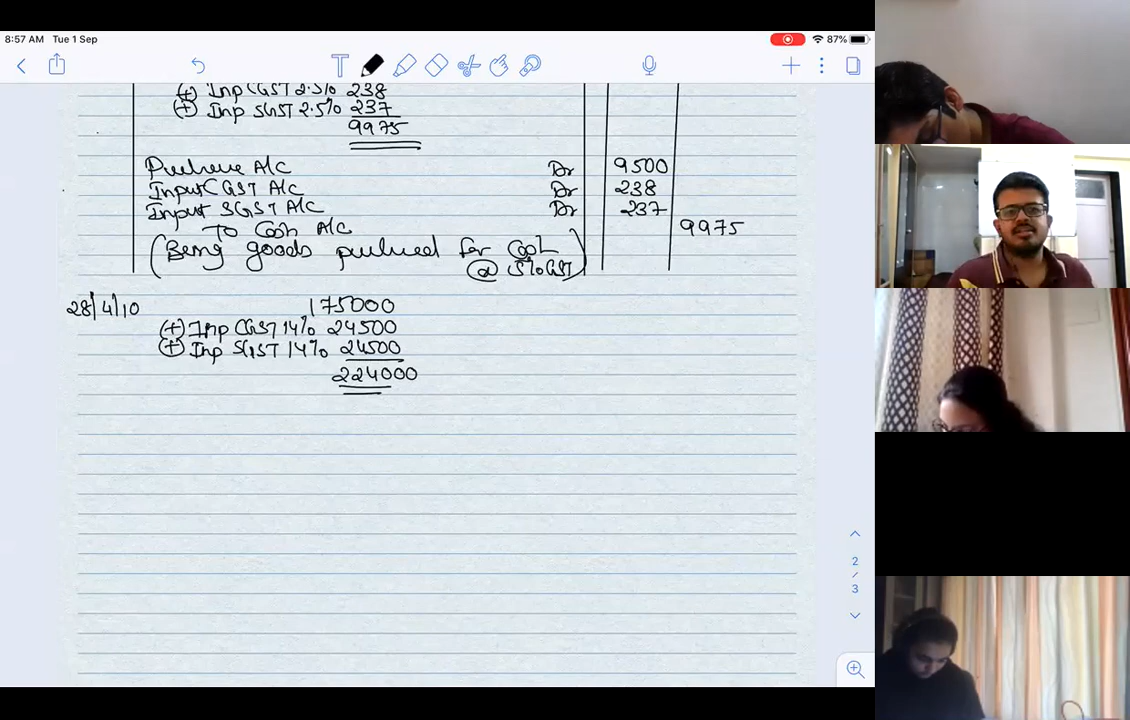 8:57 AM Tue 1 Sep 87%
(+) Inp CGST 2.5% 238
(+) Inp SGST 2.5% 237
9975
A/C Dr 9500
Input CGST A/C Dr 238
Input SGST A/C Dr 237
To Cash A/C 9975
(Being goods for Cash
@ 5% GST)
28/4/10 175000
(+) Inp CGST 14% 24500
(+) Inp SGST 14% 24500
224000
2
/
3